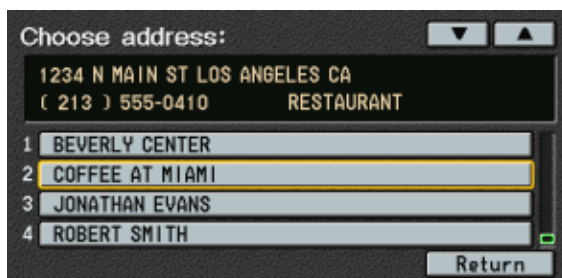 Choose address:
1234 N MAIN ST LOS ANGELES CA
( 213 ) 555-0410 RESTAURANT
1 BEVERLY CENTER
2 COFFEE AT MIAMI
3 JONATHAN EVANS
4 ROBERT SMITH
Return